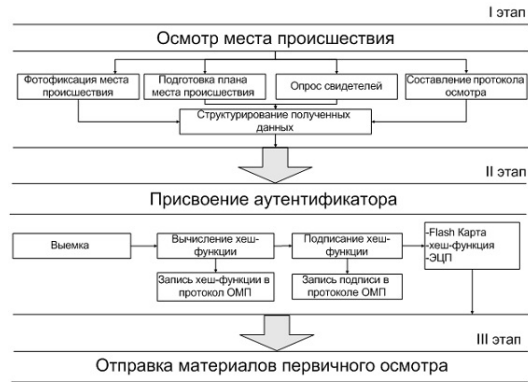 I этап
Осмотр места происшествия
Фотофиксация места
происшествия
Подготовка плана
места происшествия
Опрос свидетелей
Составление протокола
осмотра
Структурирование полученных
данных
II этап
Присвоение аутентификатора
Выемка
Вычисление хеш-
функции
Подписание хеш-
функции
-Flash Карта
-хеш-функция
-ЭЦП
Запись хеш-функции в
протокол ОМП
Запись подписи в
протоколе ОМП
III этап
Отправка материалов первичного осмотра